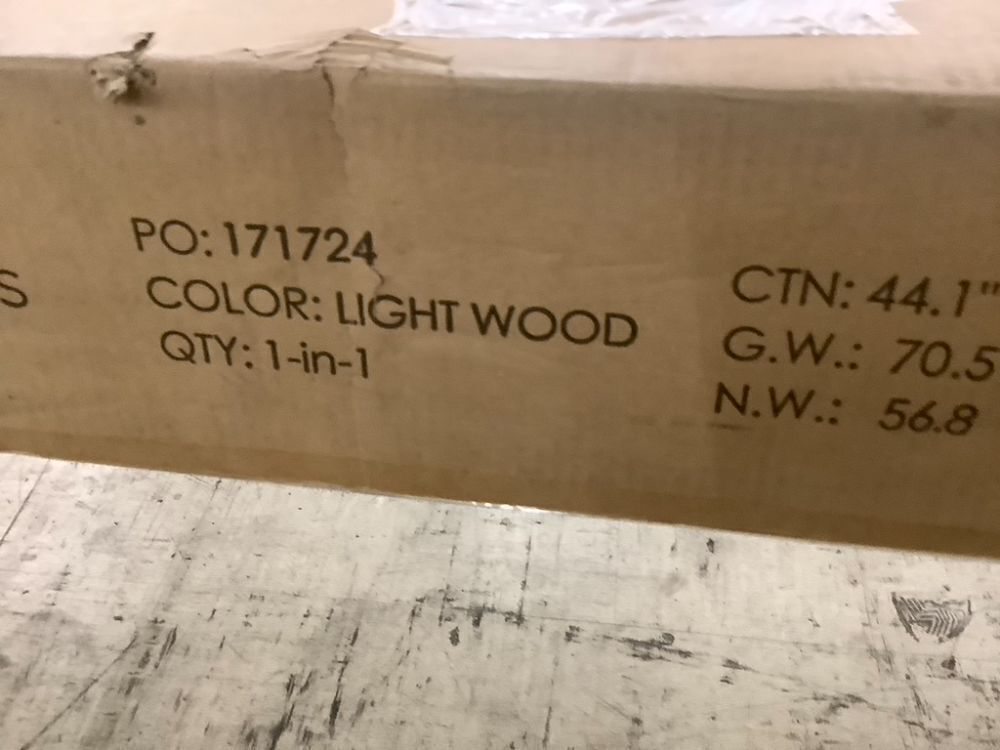 S
PO: 171724
COLOR: LIGHT WOOD
QTY: 1-in-1
CTN: 44.1"
G.W.: 70.5
N.W.: 56.8